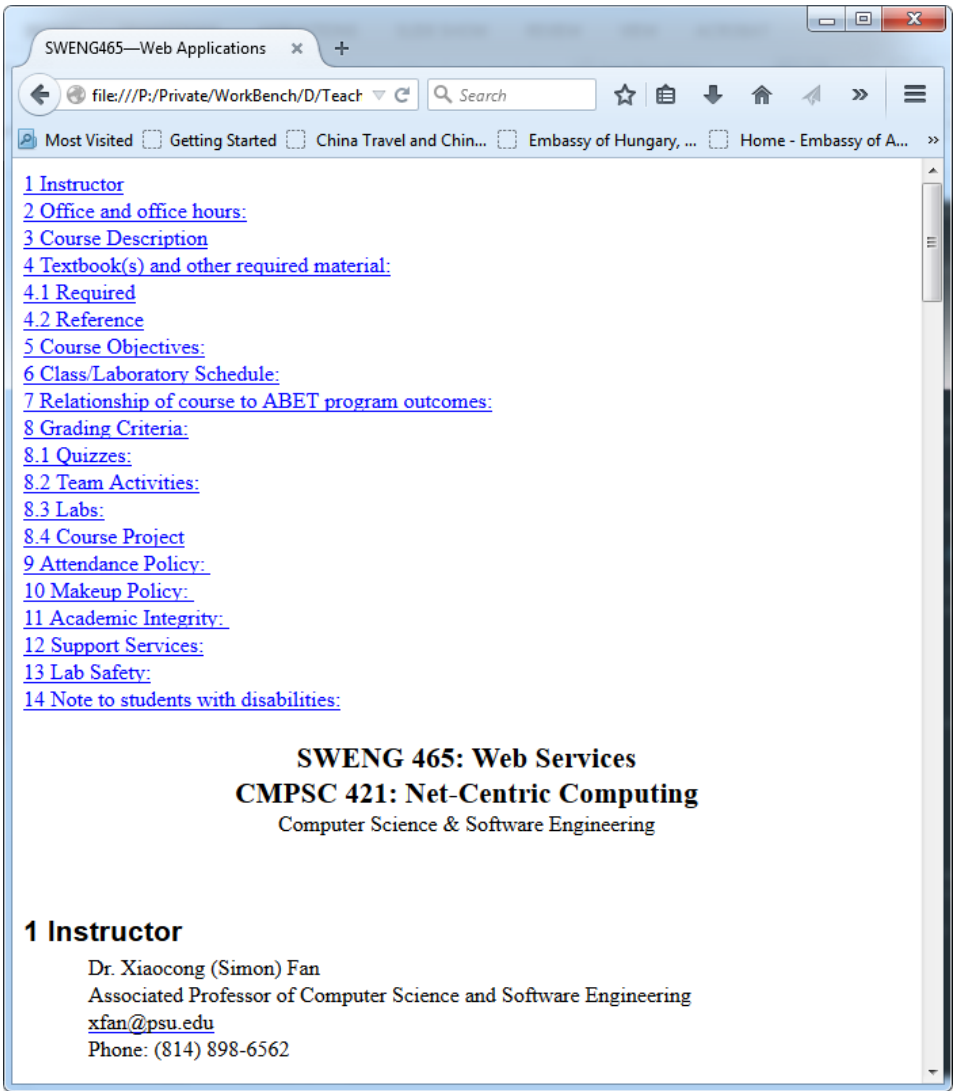 SWENG465—Web Applications
file:///P:/Private/WorkBench/D/Teach
Search
Most Visited
Getting Started
China Travel and Chin...
Embassy of Hungary, ...
Home - Embassy of A...
1 Instructor
2 Office and office hours:
3 Course Description
4 Textbook(s) and other required material:
4.1 Required
4.2 Reference
5 Course Objectives:
6 Class/Laboratory Schedule:
7 Relationship of course to ABET program outcomes:
8 Grading Criteria:
8.1 Quizzes:
8.2 Team Activities:
8.3 Labs:
8.4 Course Project
9 Attendance Policy:
10 Makeup Policy:
11 Academic Integrity:
12 Support Services:
13 Lab Safety:
14 Note to students with disabilities:
SWENG 465: Web Services
CMPSC 421: Net-Centric Computing
Computer Science & Software Engineering
1 Instructor
Dr. Xiaocong (Simon) Fan
Associated Professor of Computer Science and Software Engineering
xfan@psu.edu
Phone: (814) 898-6562